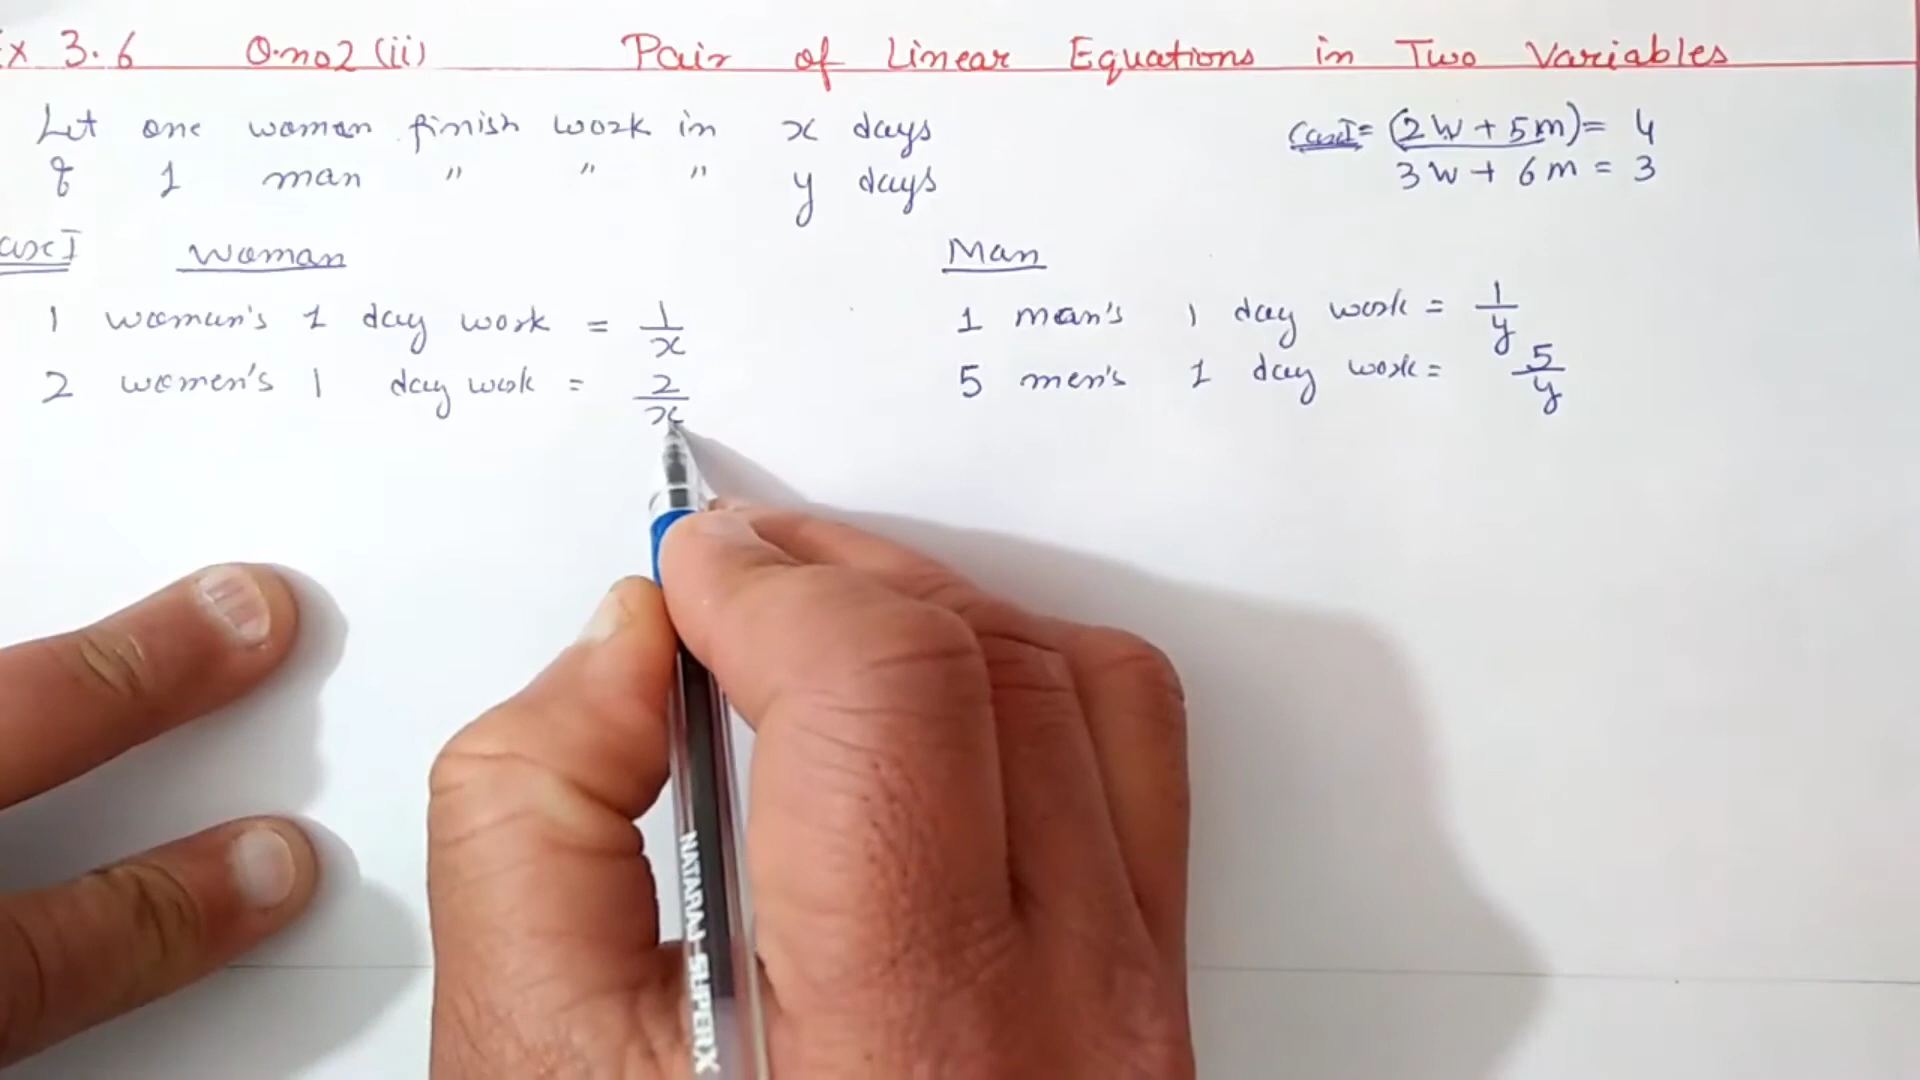 Ex 3.6 Q.no2 (ii) Pair of Linear Equations in Two Variables
Let one woman finish work in x days
& 1 man " " " y days
Case I = (2w + 5m) = 4
3w + 6m = 3
Case I Woman
1 woman's 1 day work = 1/x
2 women's 1 day work = 2/x
Man
1 man's 1 day work = 1/y
5 men's 1 day work = 5/y
NATARAJ SUPERX